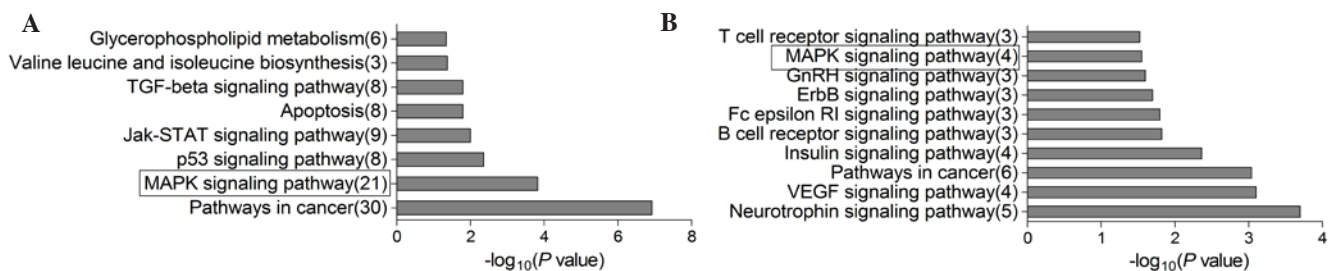 A
Glycerophospholipid metabolism(6)
Valine leucine and isoleucine biosynthesis(3)
TGF-beta signaling pathway(8)
Apoptosis(8)
Jak-STAT signaling pathway(9)
p53 signaling pathway(8)
MAPK signaling pathway(21)
Pathways in cancer(30)
0 2 4 6 8
-log10(P value)
B
T cell receptor signaling pathway(3)
MAPK signaling pathway(4)
GnRH signaling pathway(3)
ErbB signaling pathway(3)
Fc epsilon RI signaling pathway(3)
B cell receptor signaling pathway(3)
Insulin signaling pathway(4)
Pathways in cancer(6)
VEGF signaling pathway(4)
Neurotrophin signaling pathway(5)
0 1 2 3 4
-log10(P value)